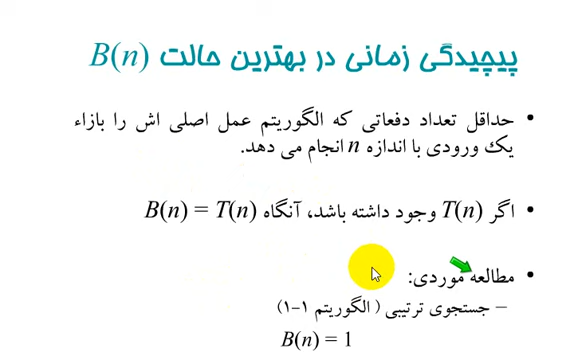 پیچیدگی زمانی در بهترین حالت B(n)
• حداقل تعداد دفعاتی که الگوریتم عمل اصلی اش را بازاء
یک ورودی با اندازه n انجام می دهد.
• اگر T(n) وجود داشته باشد، آنگاه B(n) = T(n)
• مطالعه موردی:
– جستجوی ترتیبی ( الگوریتم ۱-۱)
B(n) = 1